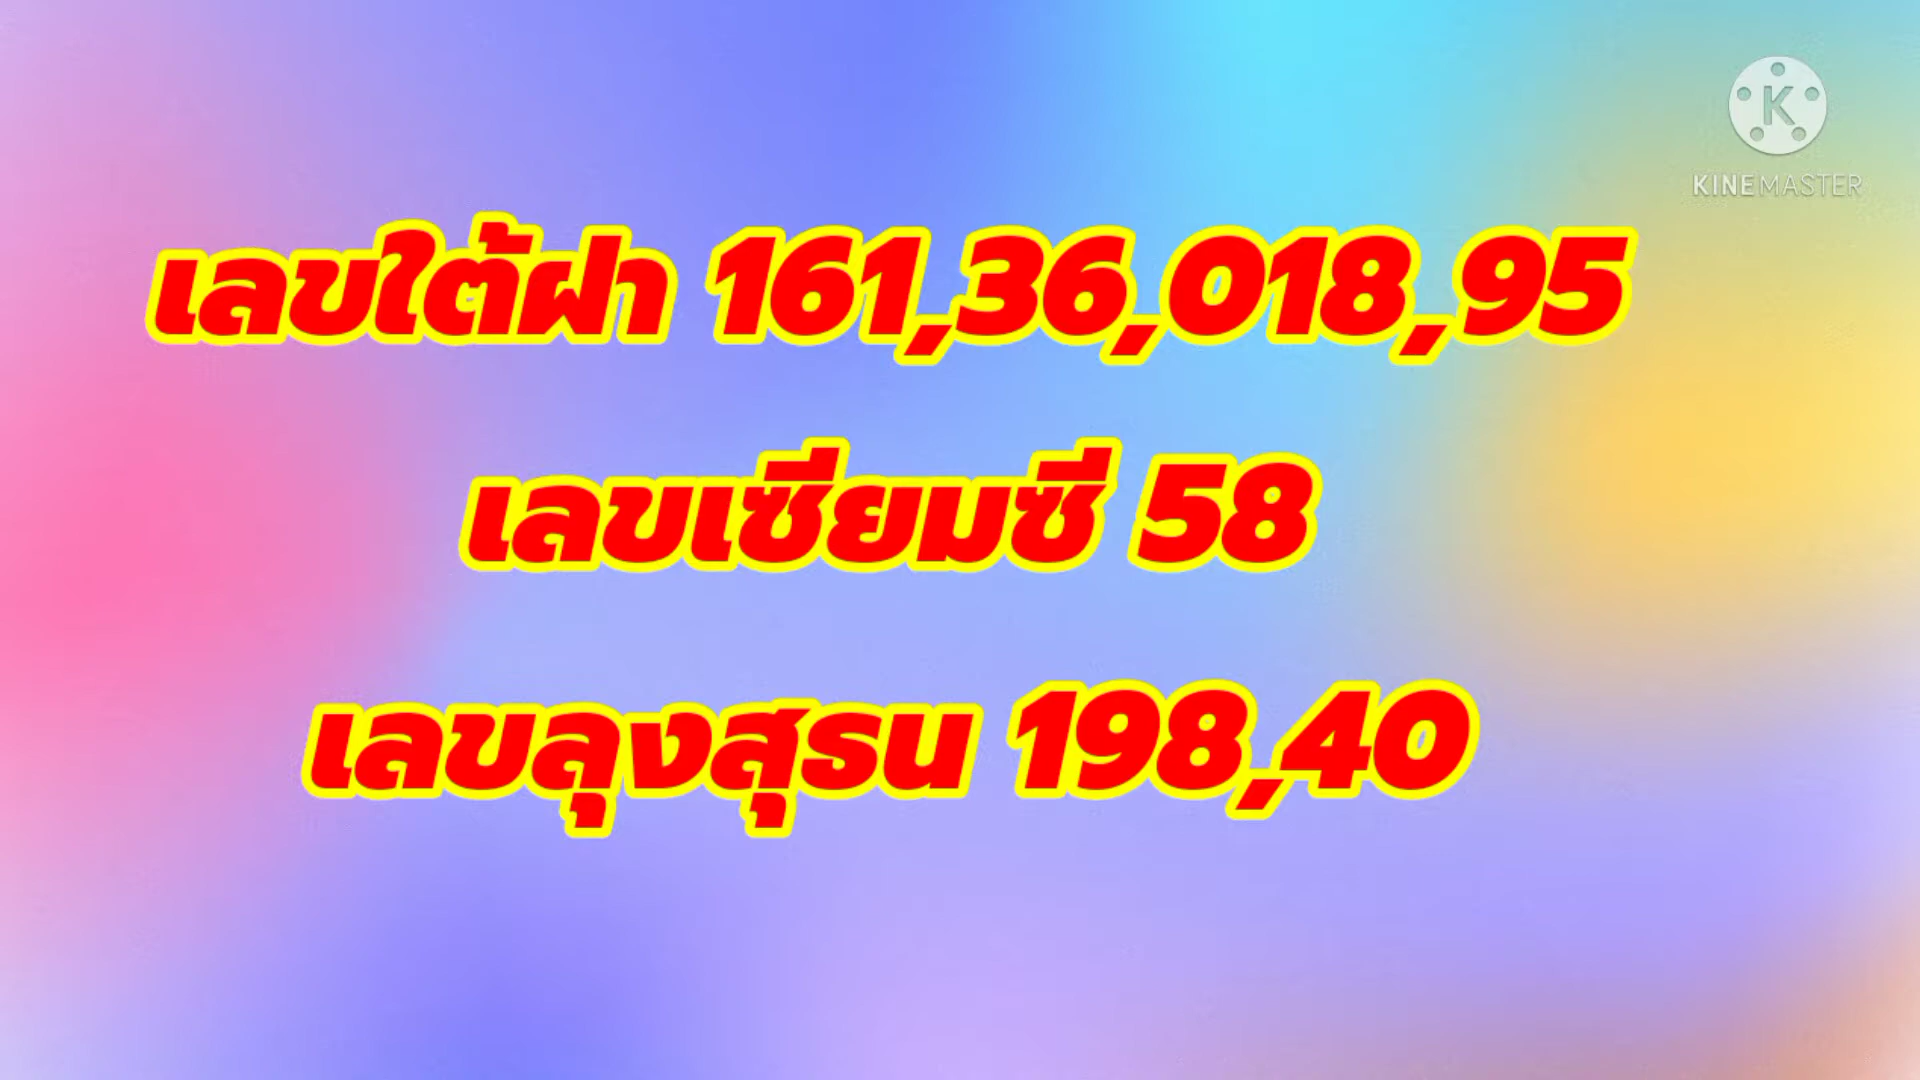 K
KINEMASTER
เลขใต้ฝา 161,36,018,95
เลขเซียมซี 58
เลขลุงสุธน 198,40